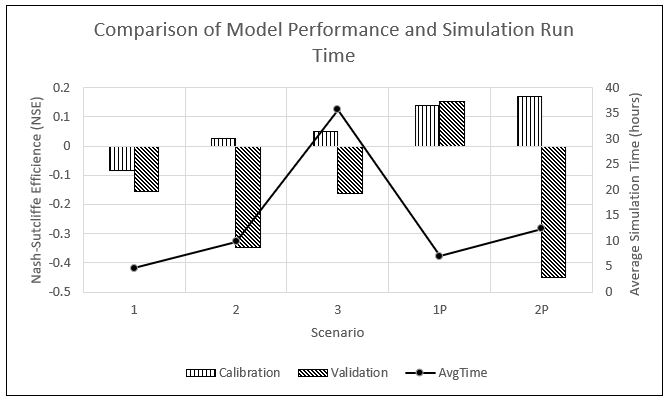 Comparison of Model Performance and Simulation Run
Time
Nash-Sutcliffe Efficience (NSE)
0.2
0.1
0
-0.1
-0.2
-0.3
-0.4
-0.5
40
35
30
25
20
15
10
5
0
Average Simulation Time (hours)
1 2 3 1P 2P
Scenario
Calibration Validation AvgTime